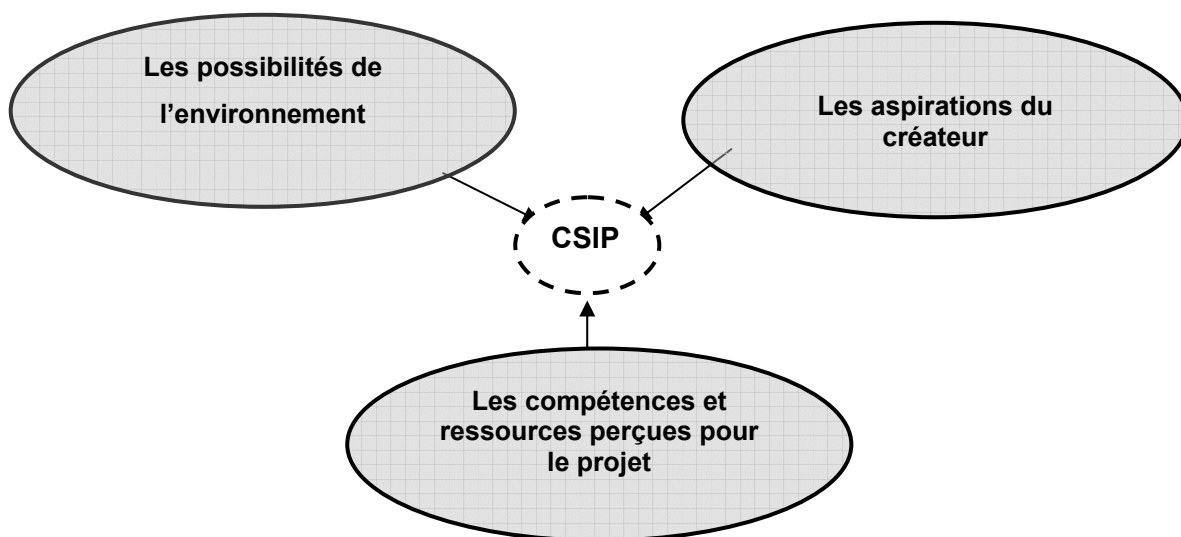 Les possibilités de
l’environnement
Les aspirations du
créateur
CSIP
Les compétences et
ressources perçues pour
le projet